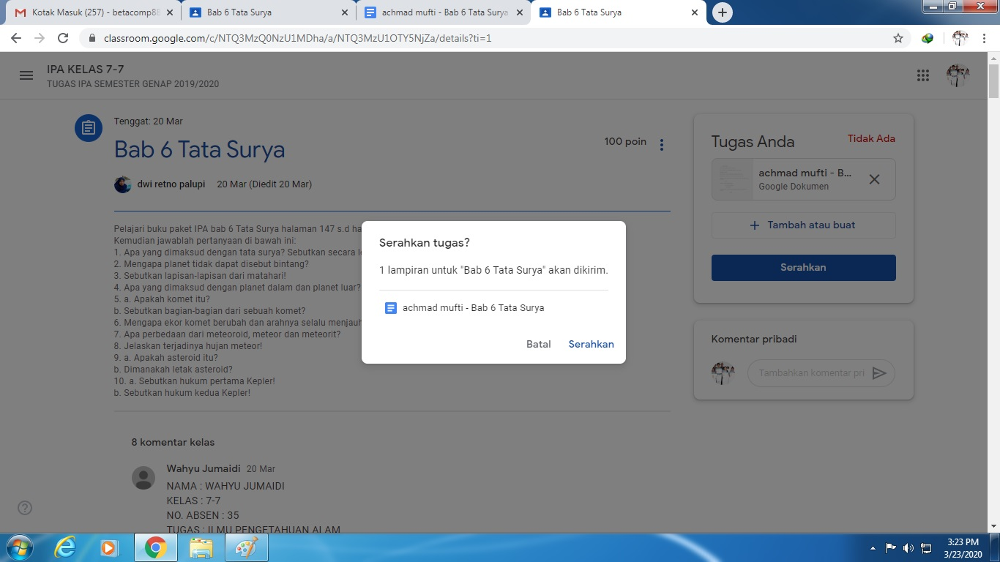 Kotak Masuk (257) - betacomp88
Bab 6 Tata Surya
achmad mufti - Bab 6 Tata Surya
Bab 6 Tata Surya
classroom.google.com/c/NTQ3MzQ0NzU1MDha/a/NTQ3MzU1OTY5NjZa/details?ti=1
IPA KELAS 7-7
TUGAS IPA SEMESTER GENAP 2019/2020
Tenggat: 20 Mar
Bab 6 Tata Surya
100 poin
dwi retno palupi 20 Mar (Diedit 20 Mar)
Pelajari buku paket IPA bab 6 Tata Surya halaman 147 s.d
Kemudian jawablah pertanyaan di bawah ini:
1. Apa yang dimaksud dengan tata surya? Sebutkan secara
2. Mengapa planet tidak dapat disebut bintang?
3. Sebutkan lapisan-lapisan dari matahari!
4. Apa yang dimaksud dengan planet dalam dan planet luar?
5. a. Apakah komet itu?
b. Sebutkan bagian-bagian dari sebuah komet?
6. Mengapa ekor komet berubah dan arahnya selalu menjauh
7. Apa perbedaan dari meteoroid, meteor dan meteorit?
8. Jelaskan terjadinya hujan meteor!
9. a. Apakah asteroid itu?
b. Dimanakah letak asteroid?
10. a. Sebutkan hukum pertama Kepler!
b. Sebutkan hukum kedua Kepler!
8 komentar kelas
Wahyu Jumaidi 20 Mar
NAMA : WAHYU JUMAIDI
KELAS : 7-7
NO. ABSEN : 35
TUGAS : ILMU PENGETAHUAN ALAM
Serahkan tugas?
1 lampiran untuk "Bab 6 Tata Surya" akan dikirim.
achmad mufti - Bab 6 Tata Surya
Batal Serahkan
Tugas Anda Tidak Ada
achmad mufti - B...
Google Dokumen
+ Tambah atau buat
Serahkan
Komentar pribadi
Tambahkan komentar pri
3:23 PM
3/23/2020